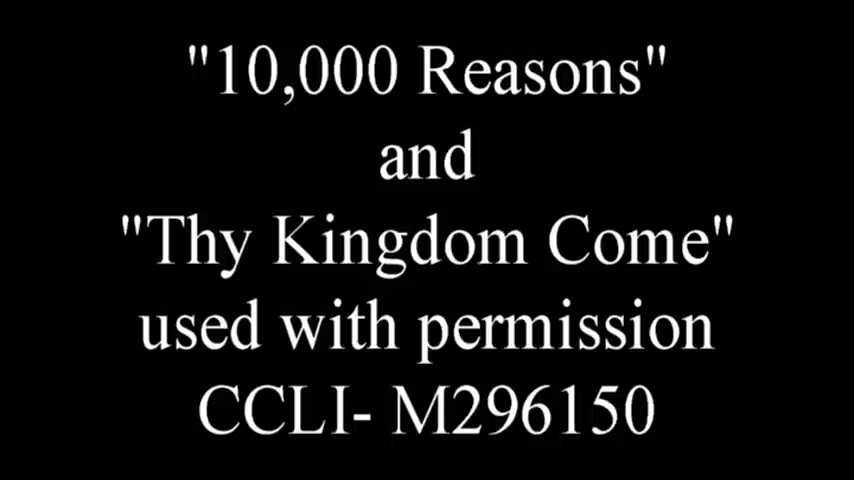 "10,000 Reasons"
and
"Thy Kingdom Come"
used with permission
CCLI- M296150